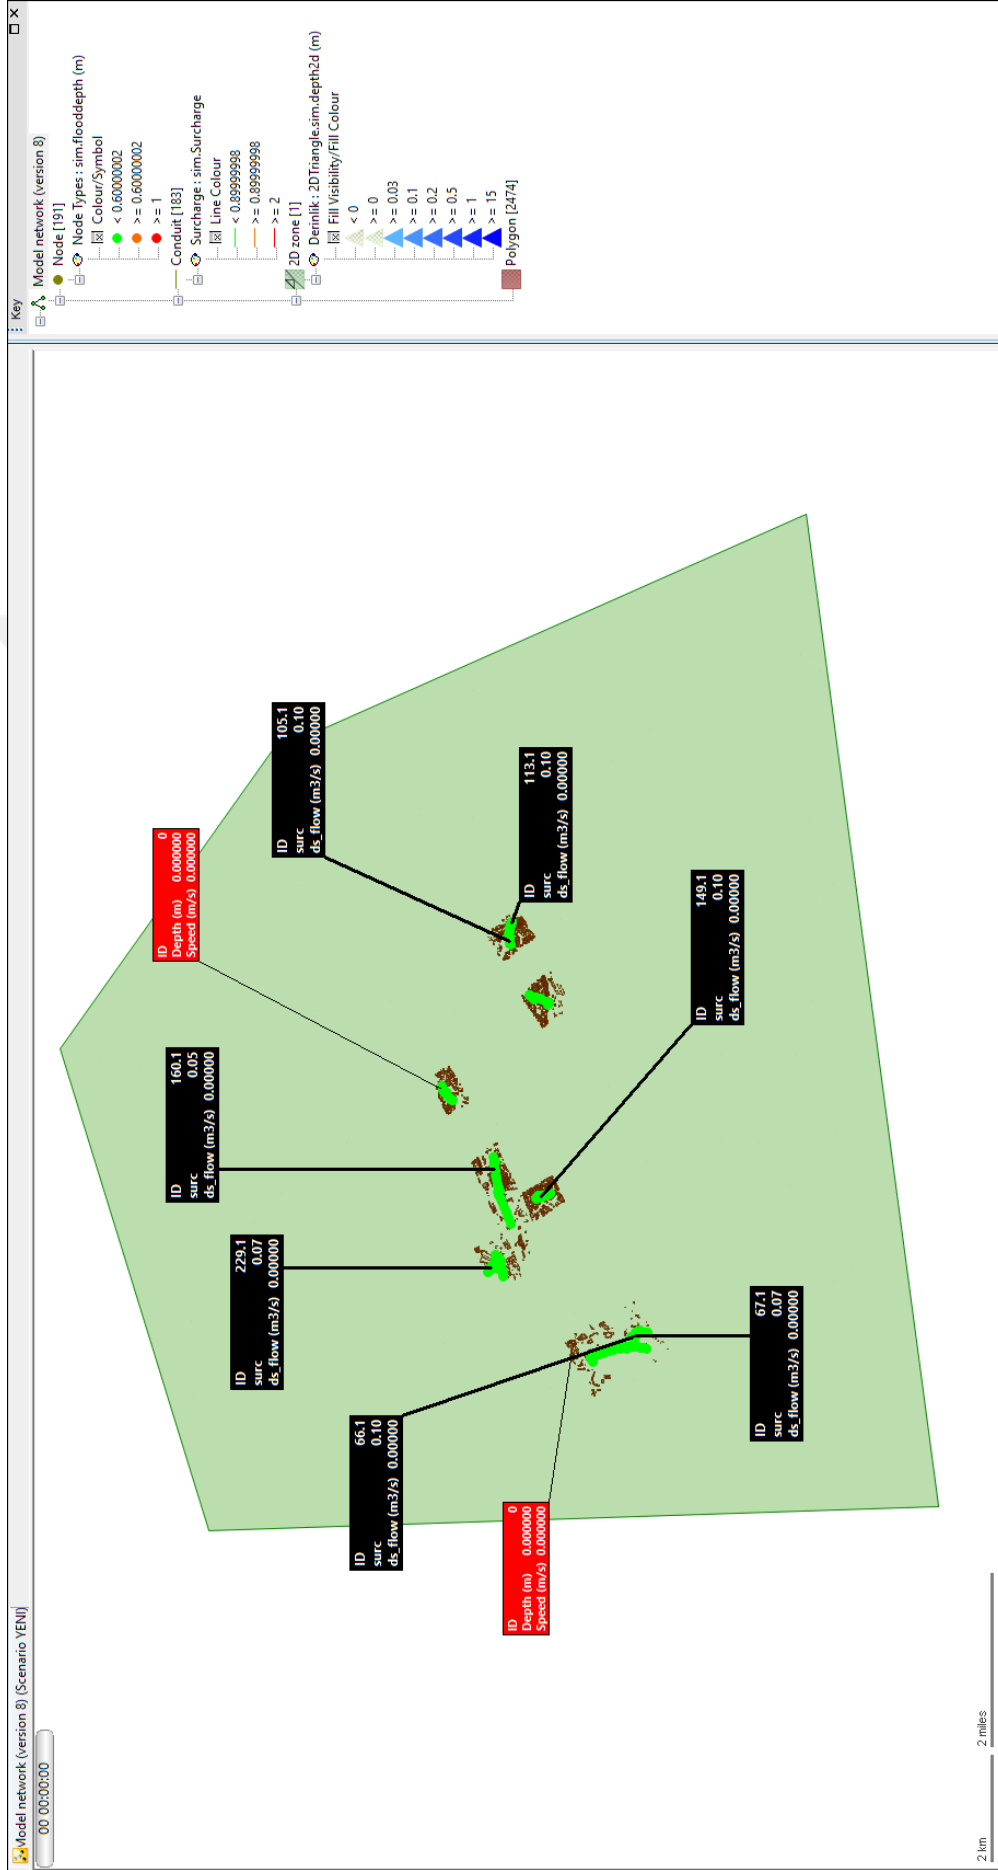 Model network (version 8) (Scenario YENI)
00 00:00:00
ID 160.1
surc 0.05
ds_flow (m3/s) 0.00000
ID 0
Depth (m) 0.000000
Speed (m/s) 0.000000
ID 229.1
surc 0.07
ds_flow (m3/s) 0.00000
ID 105.1
surc 0.10
ds_flow (m3/s) 0.00000
ID 66.1
surc 0.10
ds_flow (m3/s) 0.00000
ID 0
Depth (m) 0.000000
Speed (m/s) 0.000000
ID 113.1
surc 0.10
ds_flow (m3/s) 0.00000
ID 149.1
surc 0.10
ds_flow (m3/s) 0.00000
ID 67.1
surc 0.07
ds_flow (m3/s) 0.00000
2 km
2 miles
Key
Model network (version 8)
Node [191]
Node Types : sim.flooddepth (m)
Colour/Symbol
< 0.60000002
>= 0.60000002
>= 1
Conduit [183]
Surcharge : sim.Surcharge
Line Colour
< 0.89999998
>= 0.89999998
>= 2
2D zone [1]
Derinlik : 2DTriangle.sim.depth2d (m)
Fill Visibility/Fill Colour
< 0
>= 0
>= 0.03
>= 0.1
>= 0.2
>= 0.5
>= 1
>= 15
Polygon [2474]